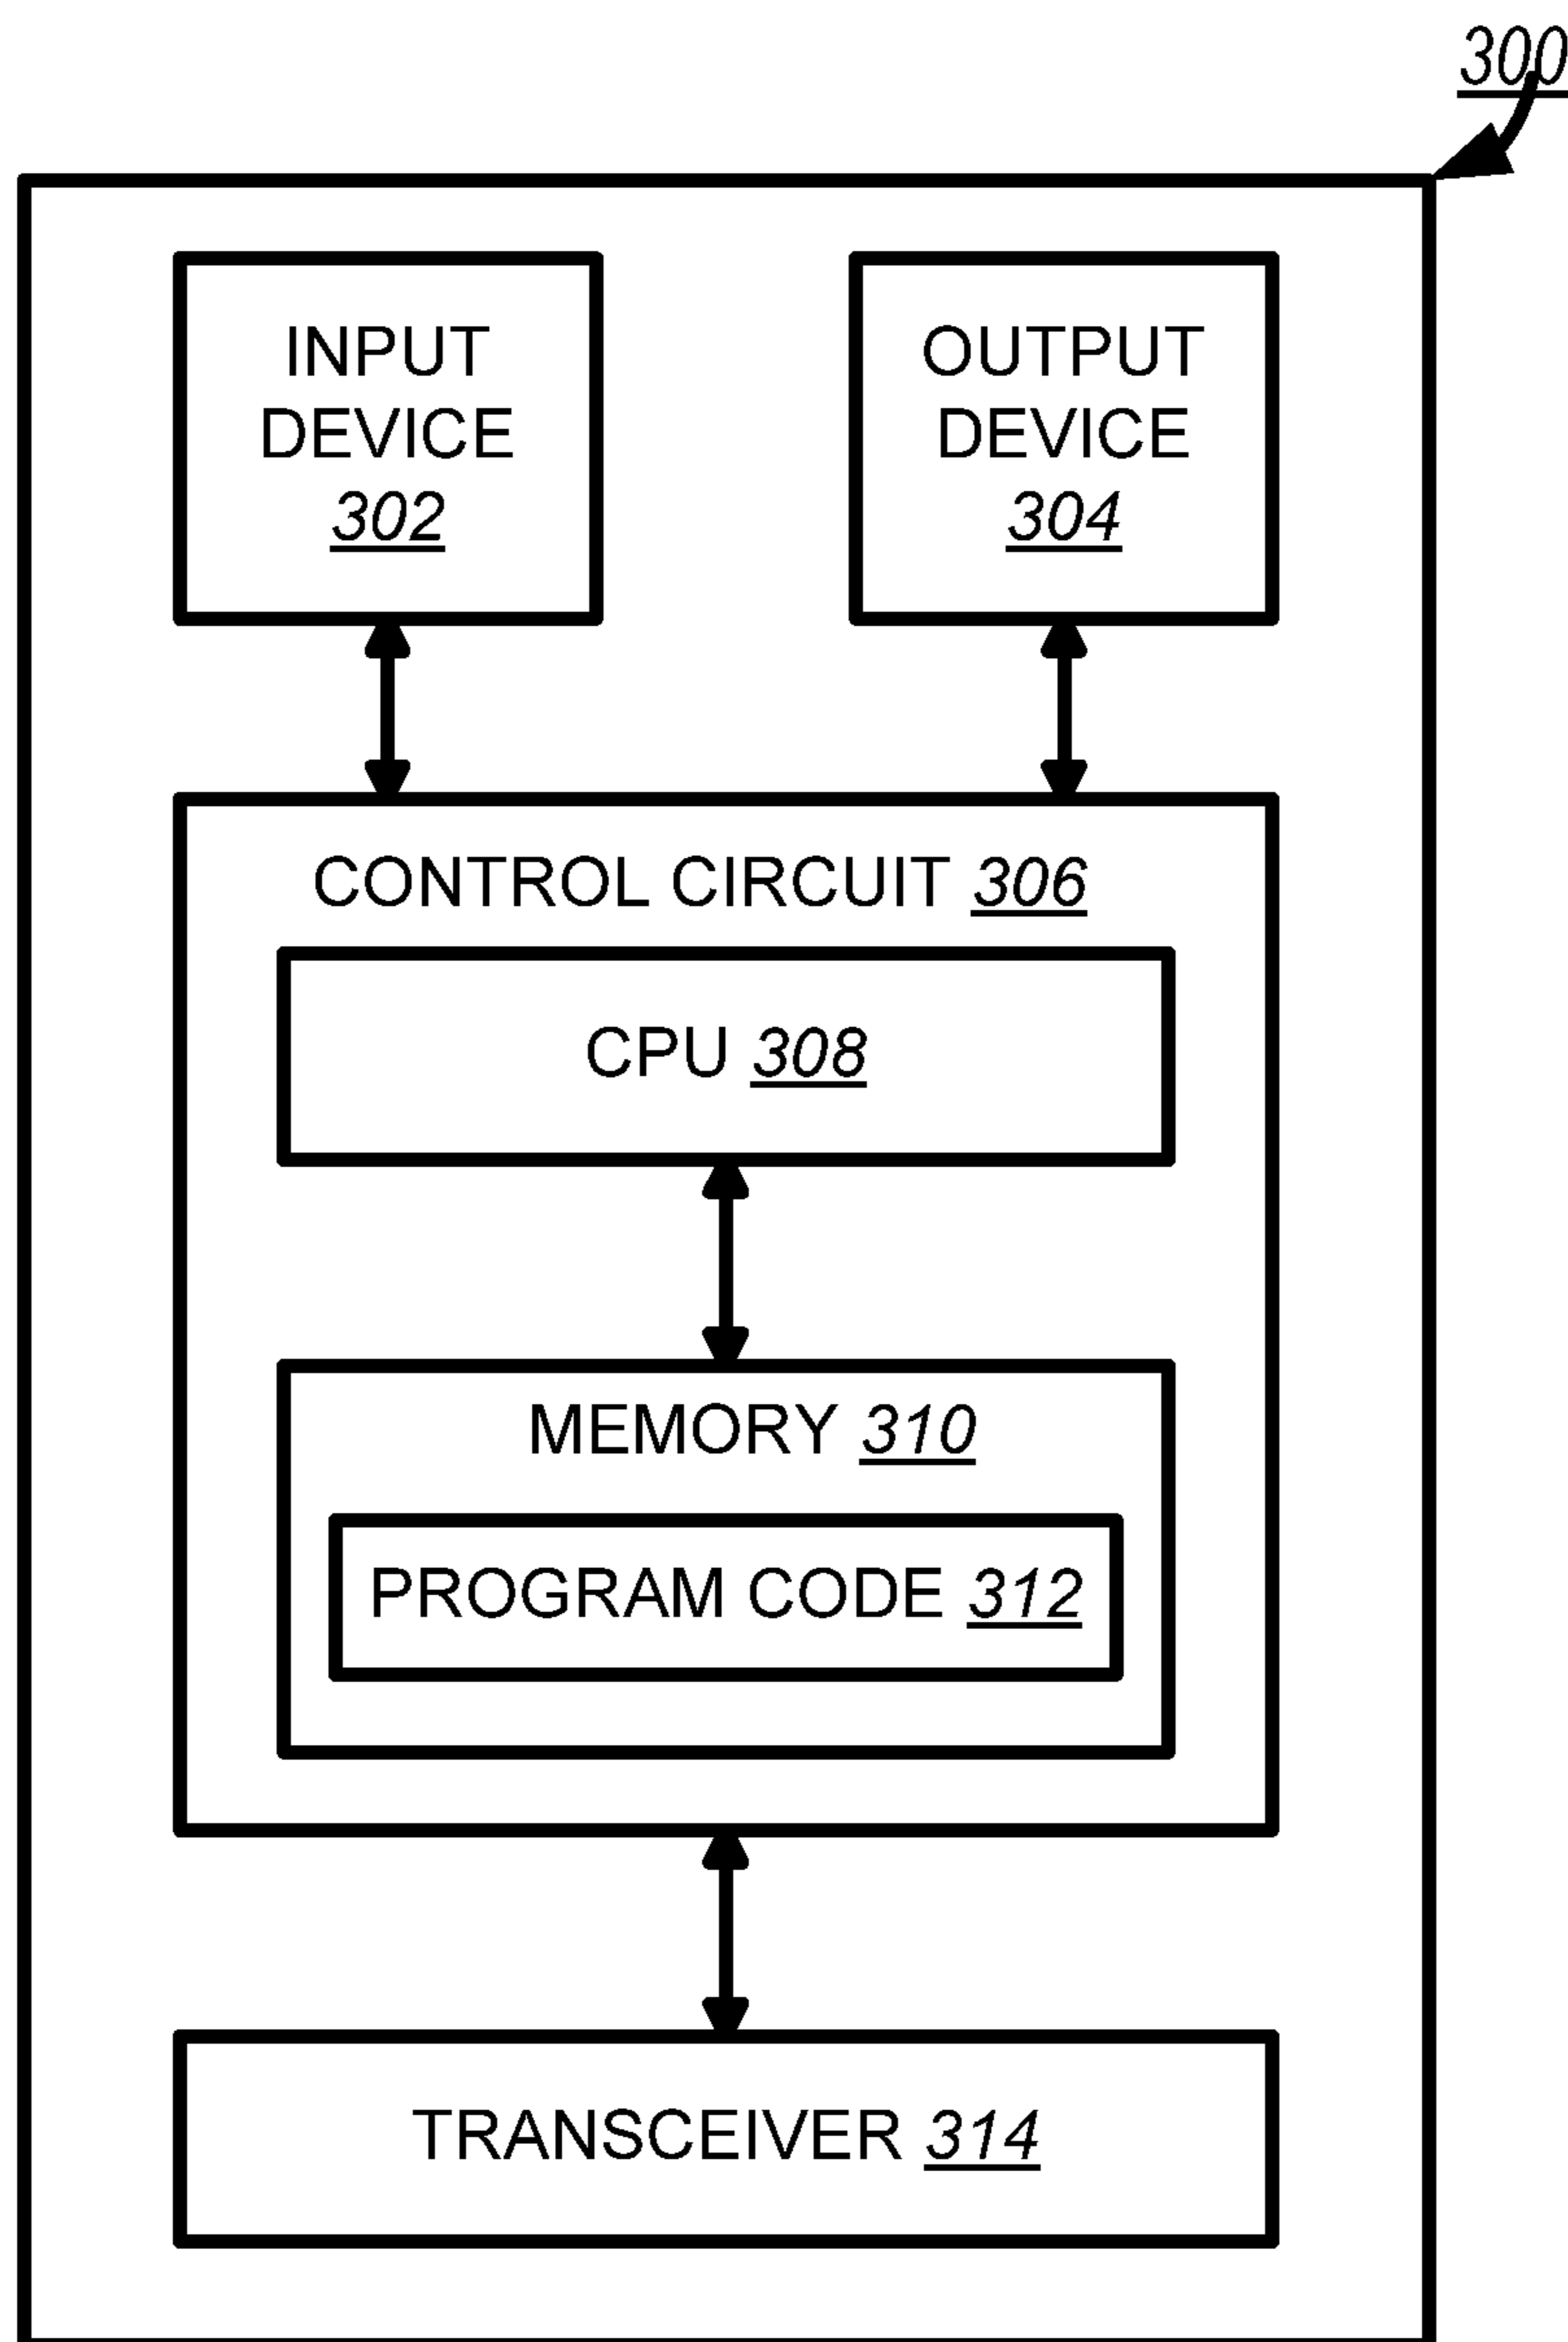 300
INPUT
DEVICE
302
OUTPUT
DEVICE
304
CONTROL CIRCUIT 306
CPU 308
MEMORY 310
PROGRAM CODE 312
TRANSCEIVER 314